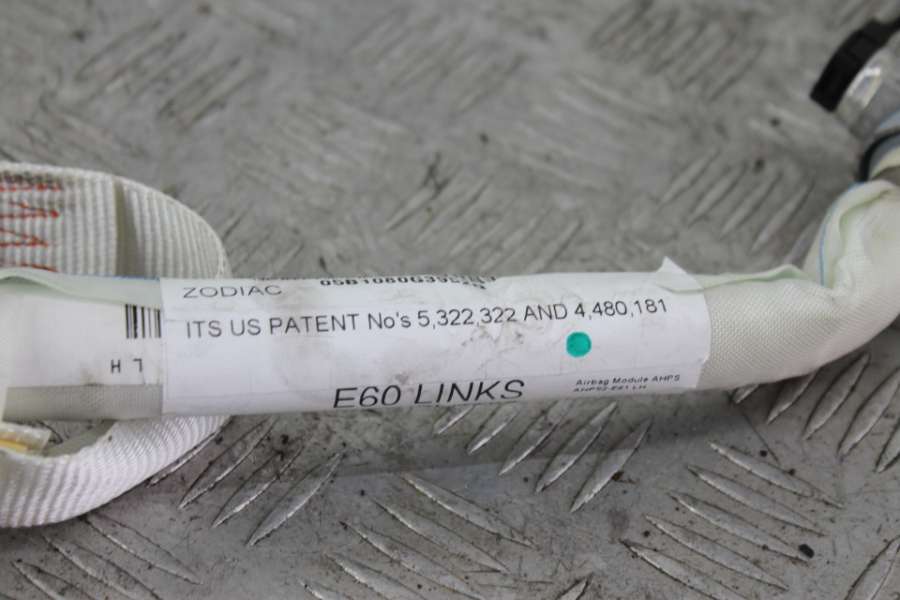 ZODIAC
ITS US PATENT No's 5,322,322 AND 4,480,181
L H
E60 LINKS
Airbag Module AHPS